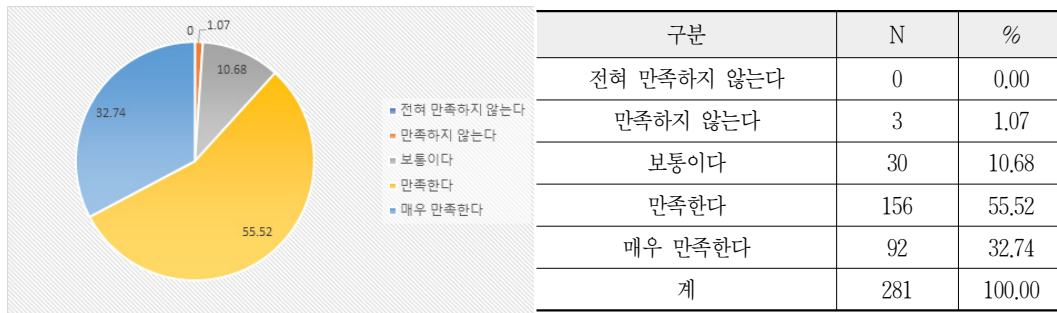 0
1.07
10.68
32.74
55.52
전혀 만족하지 않는다
만족하지 않는다
보통이다
만족한다
매우 만족한다
구분 N %
전혀 만족하지 않는다 0 0.00
만족하지 않는다 3 1.07
보통이다 30 10.68
만족한다 156 55.52
매우 만족한다 92 32.74
계 281 100.00